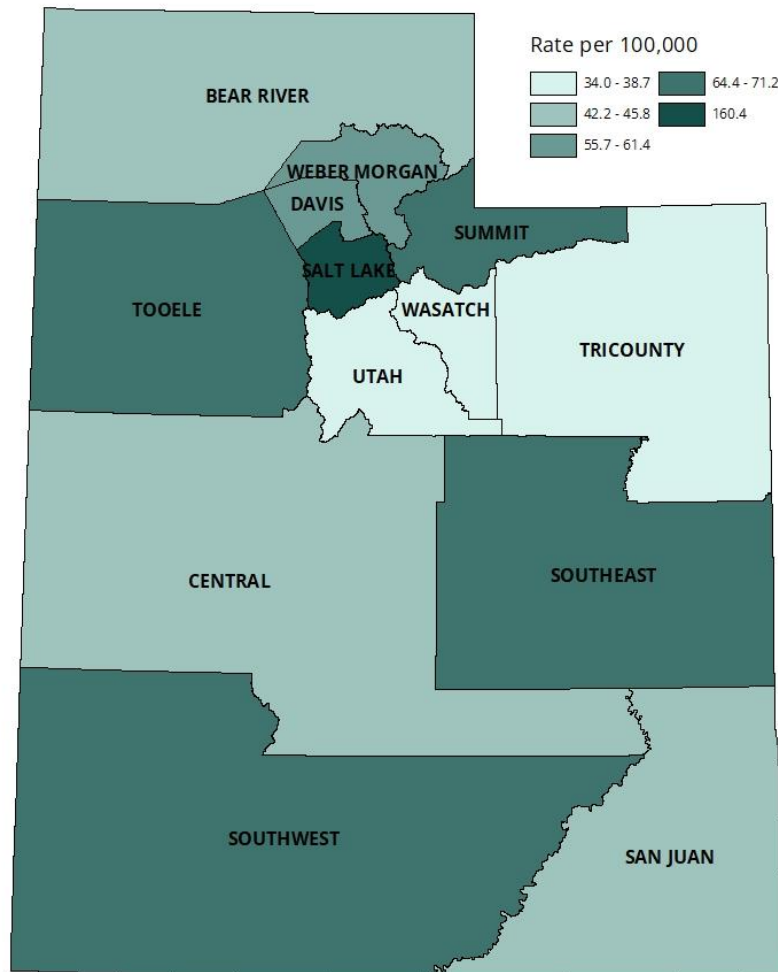 Rate per 100,000
34.0 - 38.7 64.4 - 71.2
42.2 - 45.8 160.4
55.7 - 61.4
BEAR RIVER
WEBER MORGAN
DAVIS
SUMMIT
SALT LAKE
TOOELE
WASATCH
TRICOUNTY
UTAH
CENTRAL
SOUTHEAST
SOUTHWEST
SAN JUAN